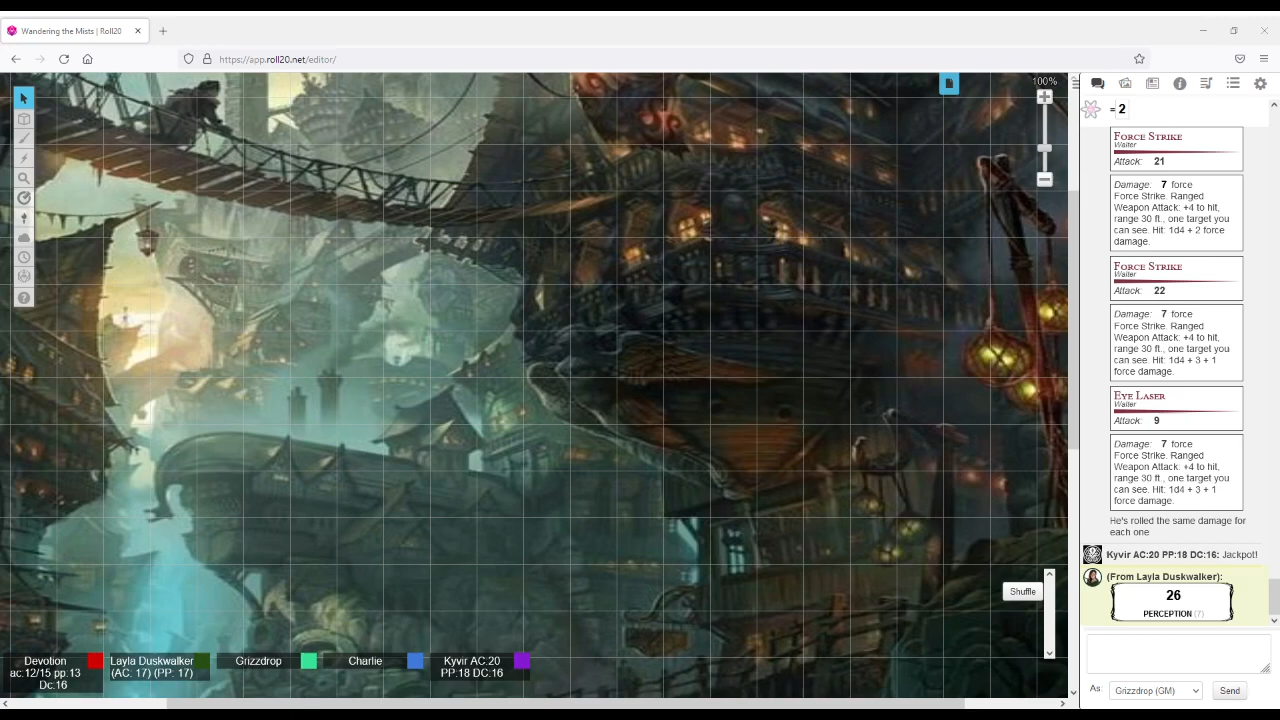 Wandering the Mists | Roll20
https://app.roll20.net/editor/
100%
= 2
Force Strike
Walter
Attack: 21
Damage: 7 force
Force Strike. Ranged
Weapon Attack: +4 to hit,
range 30 ft., one target you
can see. Hit: 1d4 + 2 force
damage.
Force Strike
Walter
Attack: 22
Damage: 7 force
Force Strike. Ranged
Weapon Attack: +4 to hit,
range 30 ft., one target you
can see. Hit: 1d4 + 3 + 1
force damage.
Eye Laser
Walter
Attack: 9
Damage: 7 force
Force Strike. Ranged
Weapon Attack: +4 to hit,
range 30 ft., one target you
can see. Hit: 1d4 + 3 + 1
force damage.
He's rolled the same damage for
each one
Kyvir AC:20 PP:18 DC:16: Jackpot!
(From Layla Duskwalker):
26
PERCEPTION (7)
Shuffle
Devotion
ac.12/15 pp.13
Dc:16
Layla Duskwalker
(AC. 17) (PP. 17)
Grizzdrop
Charlie
Kyvir AC:20
PP:18 DC:16
As:
Grizzdrop (GM)
Send